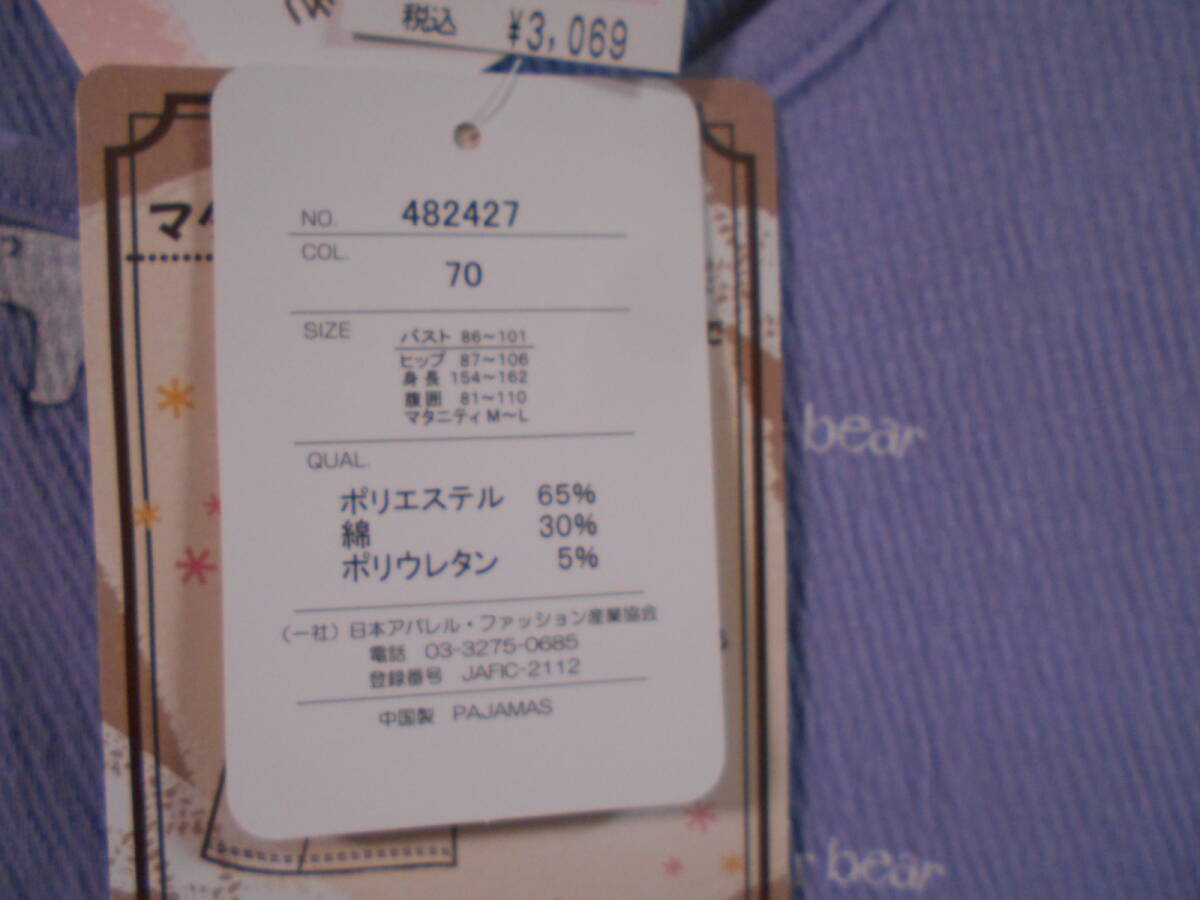 税込 ¥3,069
マタ
NO. 482427
COL.
70
SIZE
バスト 86～101
ヒップ 87～106
身長 154～162
腹囲 81～110
マタニティ M～L
QUAL.
ポリエステル 65%
綿 30%
ポリウレタン 5%
(一社) 日本アパレル・ファッション産業協会
電話 03-3275-0685
登録番号 JAFIC-2112
中国製 PAJAMAS
bear
bear